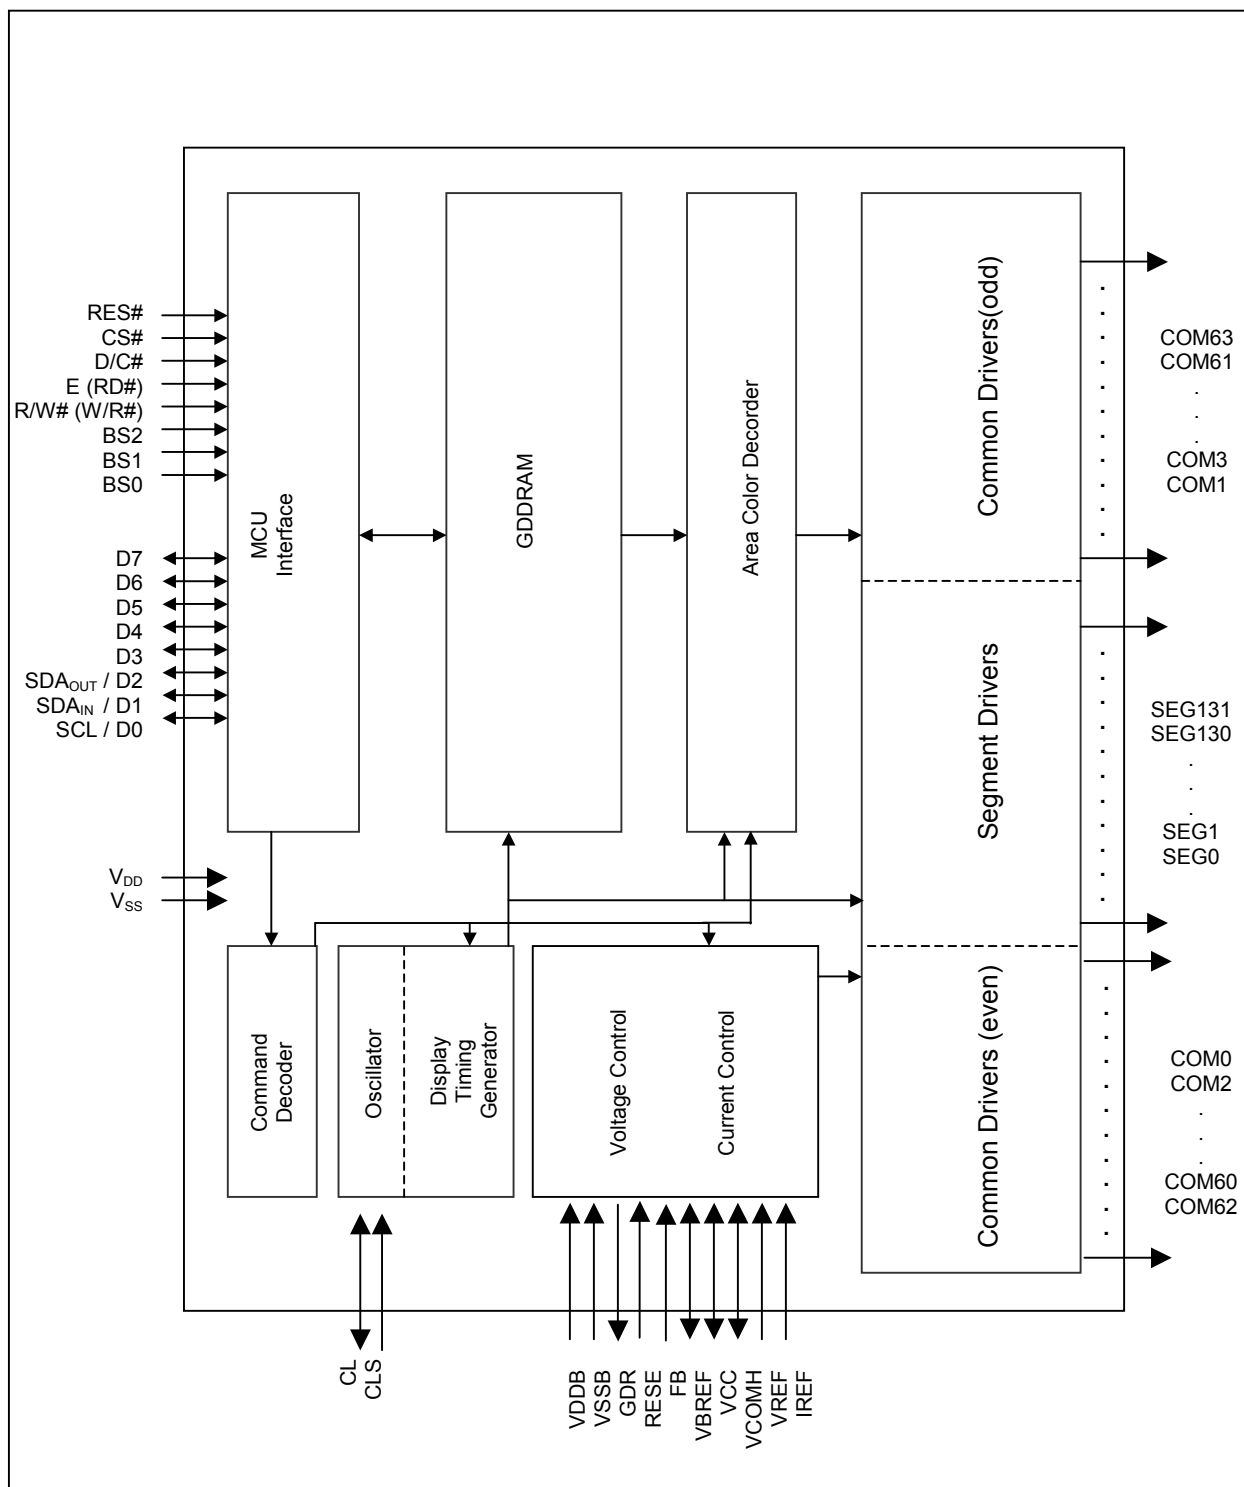 RES#
CS#
D/C#
E (RD#)
R/W# (W/R#)
BS2
BS1
BS0
D7
D6
D5
D4
D3
SDAOUT / D2
SDAIN / D1
SCL / D0
VDD
VSS
MCU
Interface
GDDRAM
Area Color Decorder
Common Drivers(odd)
Segment Drivers
Common Drivers (even)
COM63
COM61
.
.
.
COM3
COM1
SEG131
SEG130
.
.
.
SEG1
SEG0
COM0
COM2
.
.
.
COM60
COM62
Command
Decoder
Oscillator
Display
Timing
Generator
Voltage Control
Current Control
CL
CLS
VDDB
VSSB
GDR
RESE
FB
VBREF
VCC
VCOMH
VREF
IREF